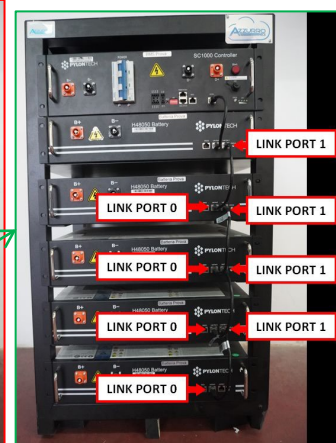 AZZURRO
SC1000 Controller
PYLONTECH
B+
B-
H48050 Battery
PYLONTECH
LINK PORT 1
B+
B-
H48050 Battery
PYLONTECH
LINK PORT 0
LINK PORT 1
B+
B-
H48050 Battery
PYLONTECH
LINK PORT 0
LINK PORT 1
B+
B-
H48050 Battery
PYLONTECH
LINK PORT 0
LINK PORT 1
B+
H48050 Battery
PYLONTECH
LINK PORT 0